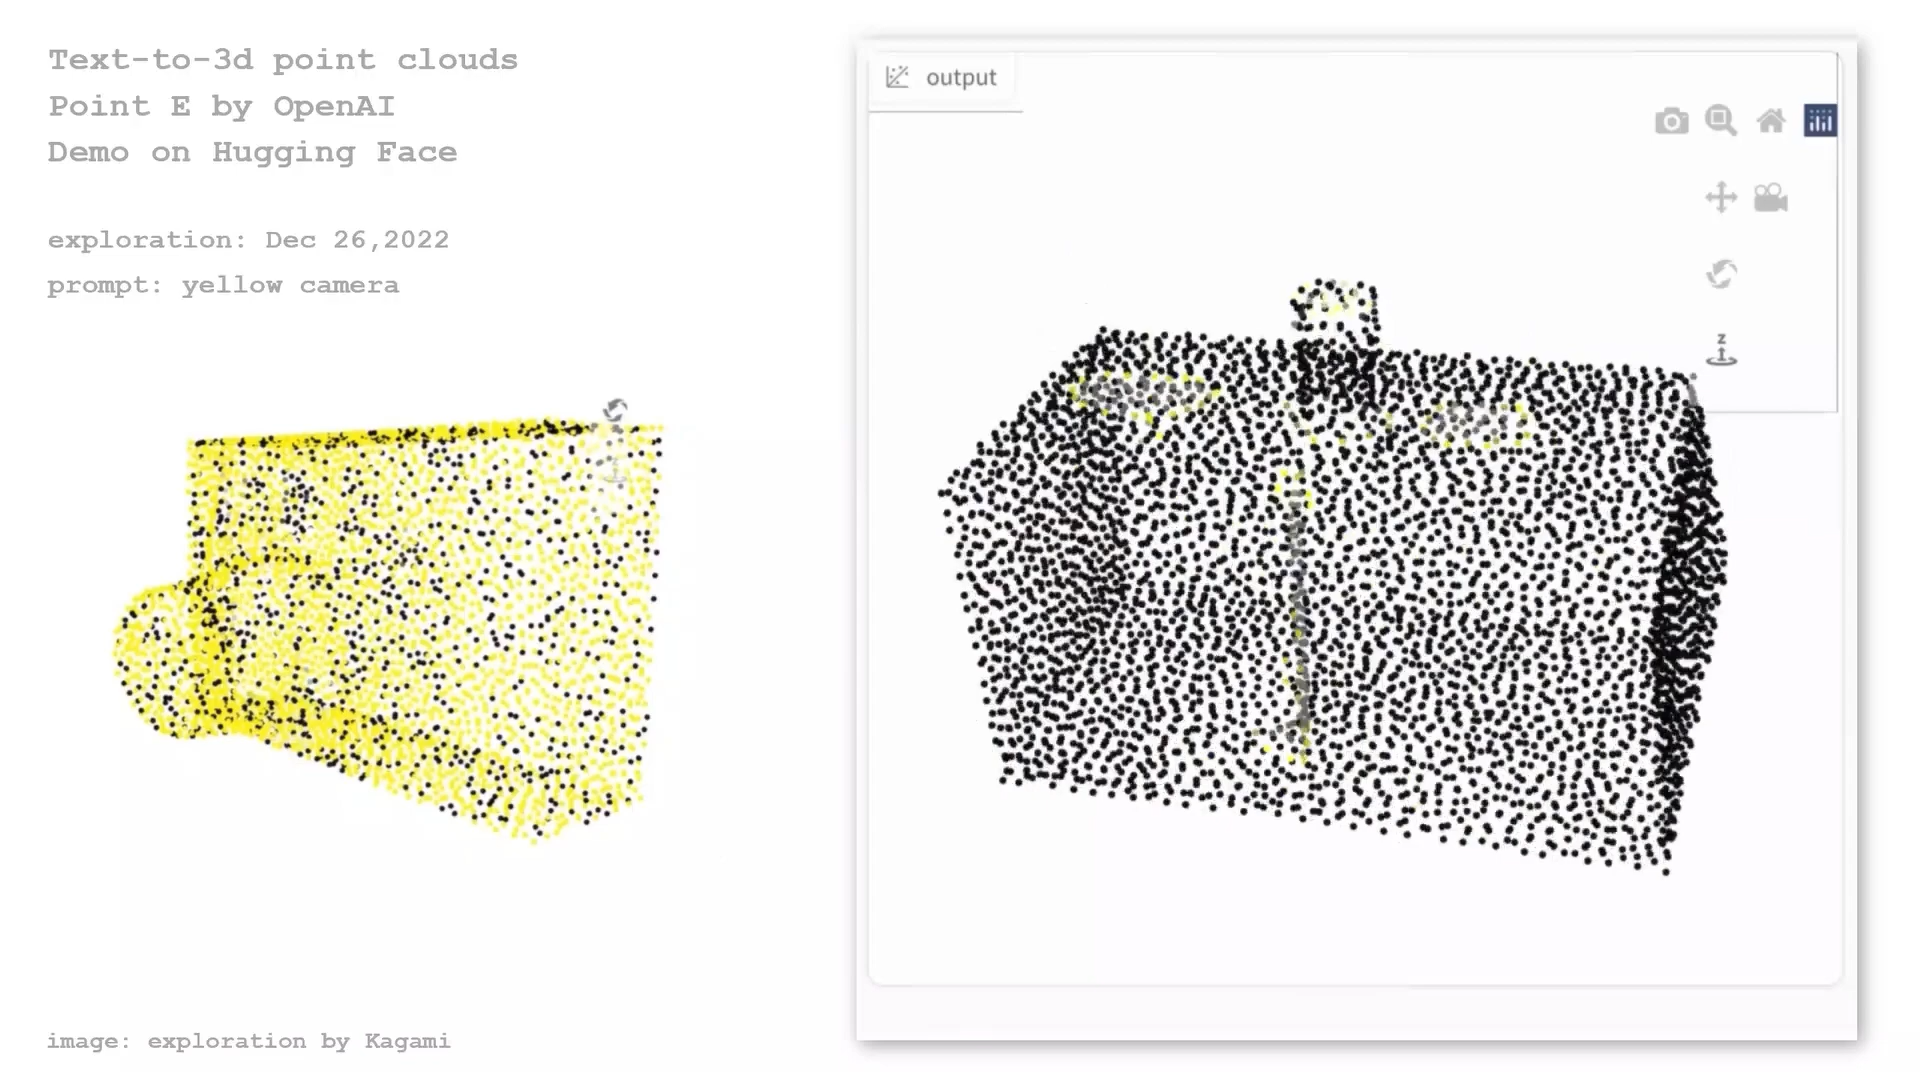 Text-to-3d point clouds
Point E by OpenAI
Demo on Hugging Face
exploration: Dec 26,2022
prompt: yellow camera
output
z
image: exploration by Kagami